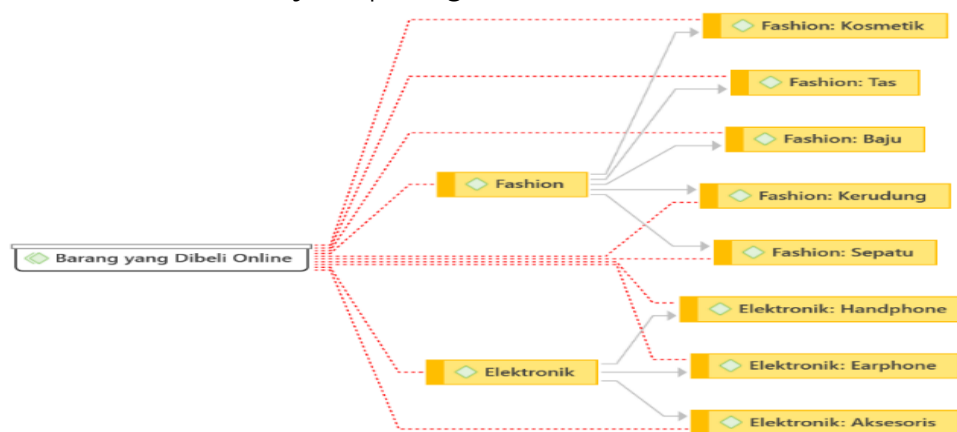 Fashion: Kosmetik
Fashion: Tas
Fashion: Baju
Fashion
Fashion: Kerudung
Fashion: Sepatu
Barang yang Dibeli Online
Elektronik: Handphone
Elektronik: Earphone
Elektronik
Elektronik: Aksesoris